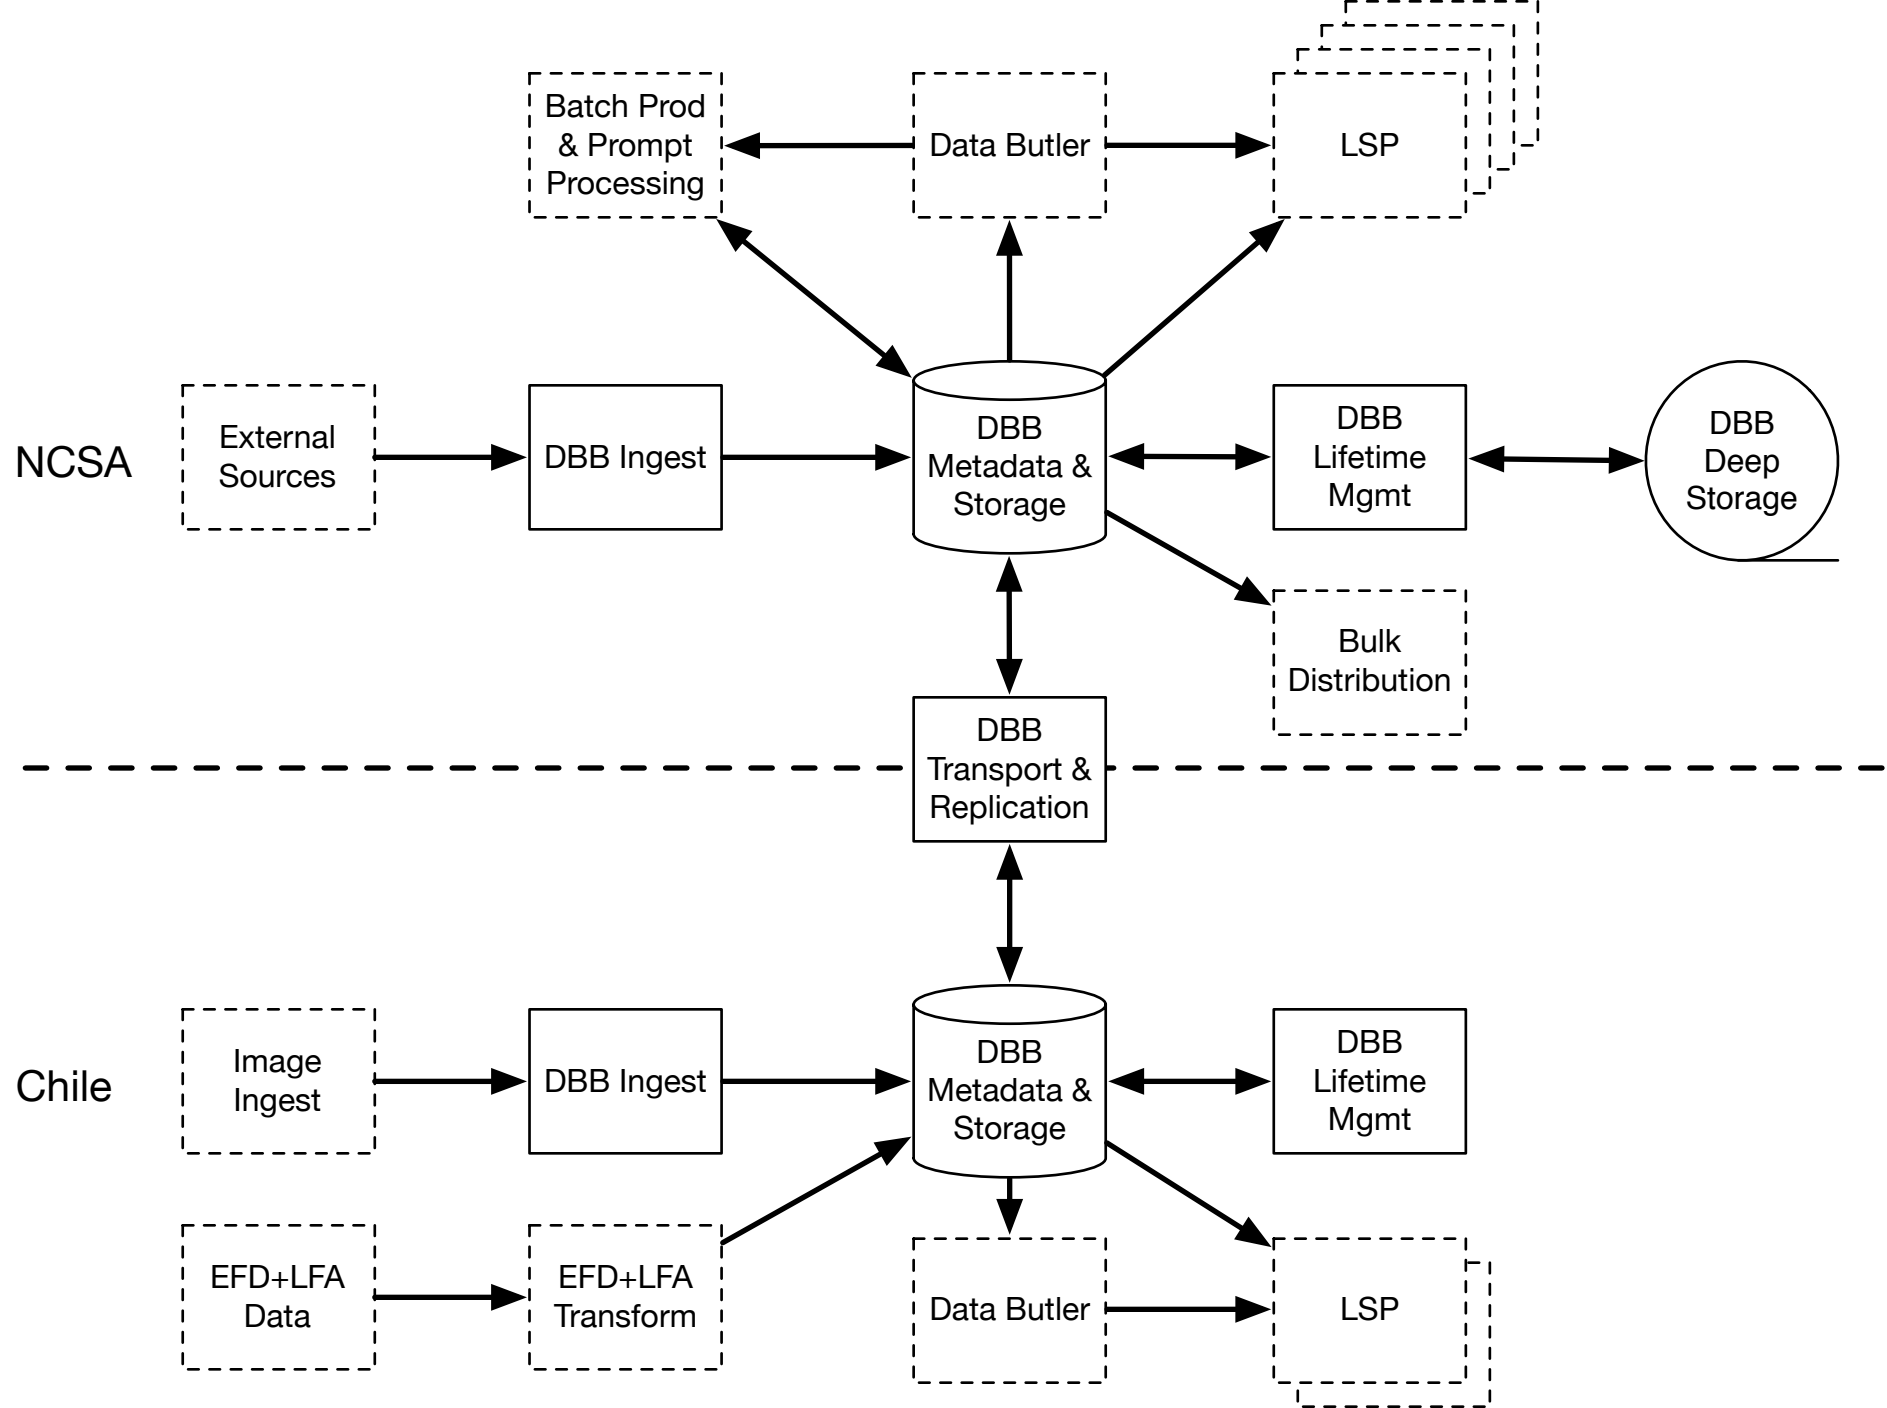 Batch Prod
& Prompt
Processing
Data Butler
LSP
NCSA
External
Sources
DBB Ingest
DBB
Metadata &
Storage
DBB
Lifetime
Mgmt
DBB
Deep
Storage
Bulk
Distribution
DBB
Transport &
Replication
Chile
Image
Ingest
DBB Ingest
DBB
Metadata &
Storage
DBB
Lifetime
Mgmt
EFD+LFA
Data
EFD+LFA
Transform
Data Butler
LSP